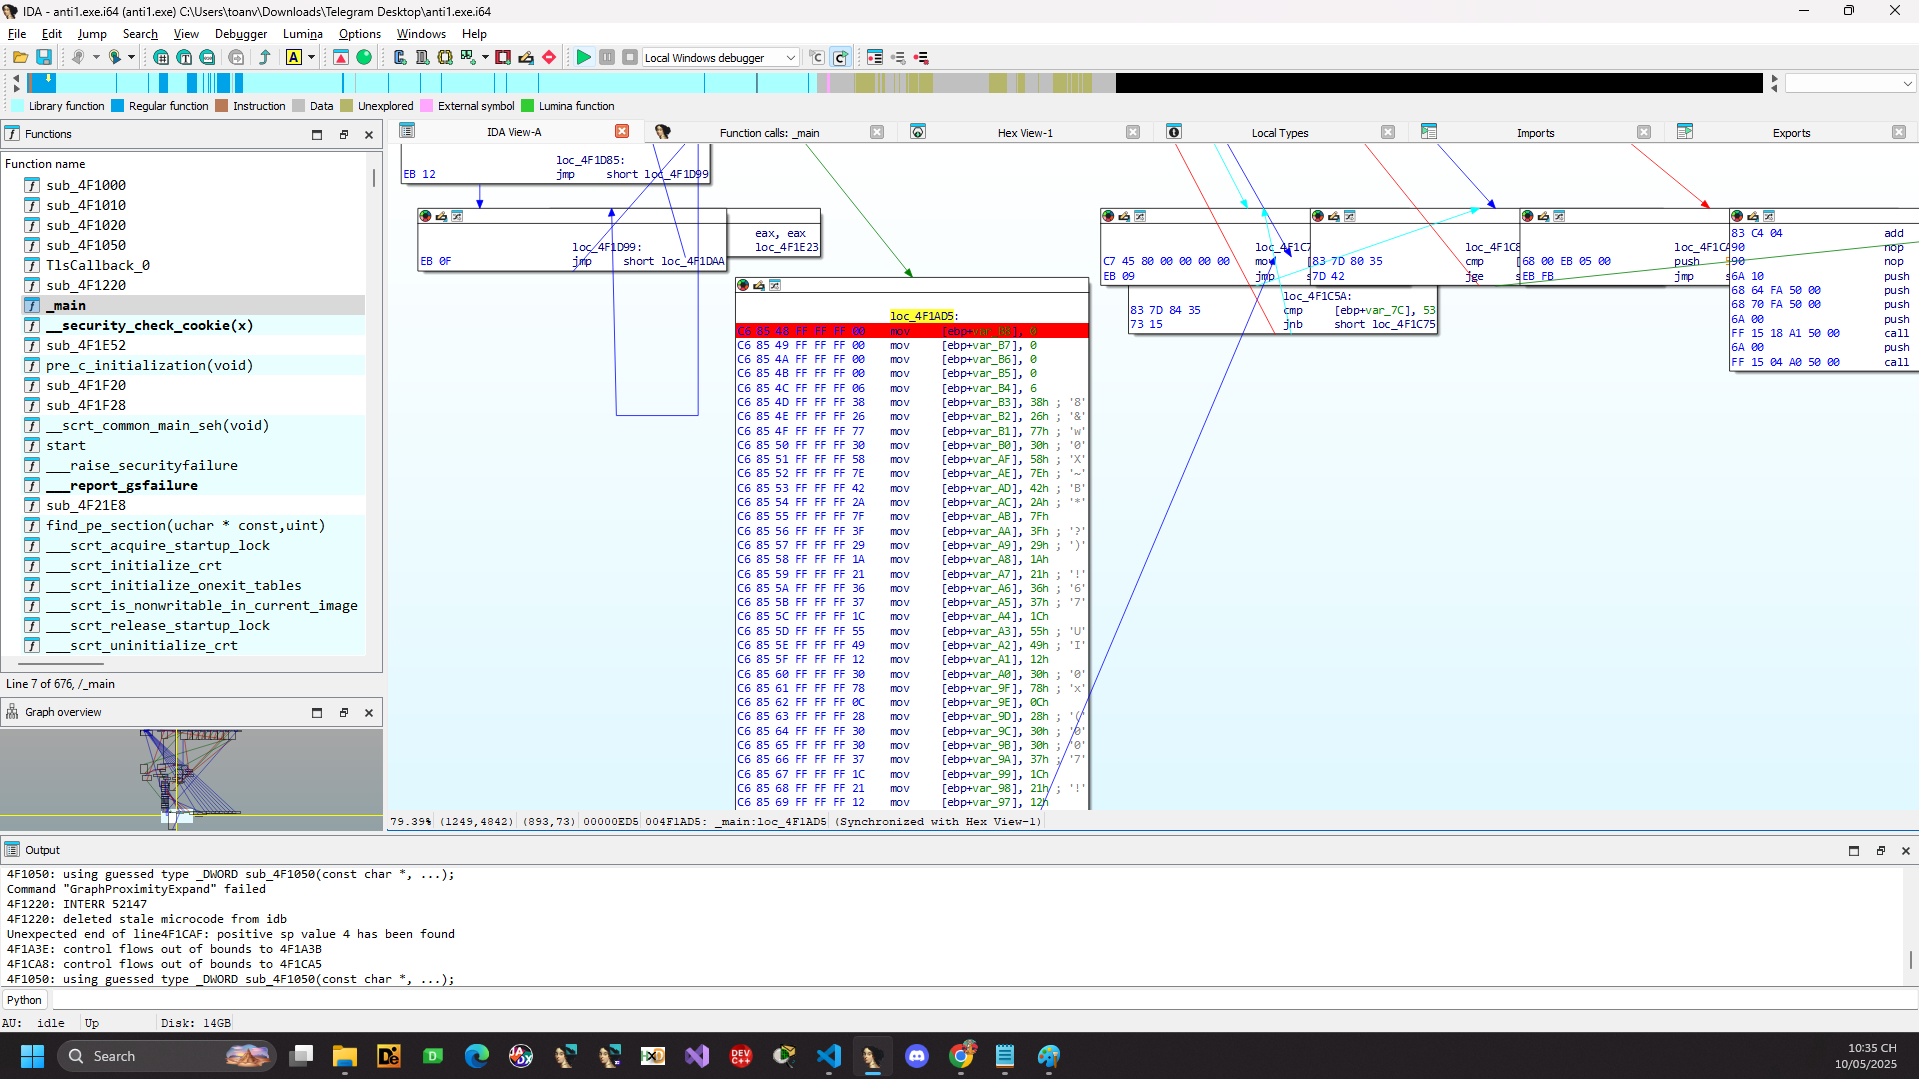 IDA - anti1.exe.i64 (anti1.exe) C:\Users\toanv\Downloads\Telegram Desktop\anti1.exe.i64
File Edit Jump Search View Debugger Lumina Options Windows Help
Local Windows debugger
Library function Regular function Instruction Data Unexplored External symbol Lumina function
Functions
Function name
sub_4F1000
sub_4F1010
sub_4F1020
sub_4F1050
TlsCallback_0
sub_4F1220
_main
__security_check_cookie(x)
sub_4F1E52
pre_c_initialization(void)
sub_4F1F20
sub_4F1F28
__scrt_common_main_seh(void)
start
___raise_securityfailure
___report_gsfailure
sub_4F21E8
find_pe_section(uchar * const,uint)
___scrt_acquire_startup_lock
___scrt_initialize_crt
___scrt_initialize_onexit_tables
___scrt_is_nonwritable_in_current_image
___scrt_release_startup_lock
___scrt_uninitialize_crt
Line 7 of 676, /_main
Graph overview
IDA View-A Function calls: _main Hex View-1 Local Types Imports Exports
loc_4F1D85:
EB 12 jmp short loc_4F1D99
loc_4F1D99:
EB 0F jmp short loc_4F1DAA
eax, eax
loc_4F1E23
loc_4F1AD5:
C6 85 48 FF FF FF 00 mov [ebp+var_B8], 0
C6 85 49 FF FF FF 00 mov [ebp+var_B7], 0
C6 85 4A FF FF FF 00 mov [ebp+var_B6], 0
C6 85 4B FF FF FF 00 mov [ebp+var_B5], 0
C6 85 4C FF FF FF 06 mov [ebp+var_B4], 6
C6 85 4D FF FF FF 38 mov [ebp+var_B3], 38h ; '8'
C6 85 4E FF FF FF 26 mov [ebp+var_B2], 26h ; '&'
C6 85 4F FF FF FF 77 mov [ebp+var_B1], 77h ; 'w'
C6 85 50 FF FF FF 30 mov [ebp+var_B0], 30h ; '0'
C6 85 51 FF FF FF 58 mov [ebp+var_AF], 58h ; 'X'
C6 85 52 FF FF FF 7E mov [ebp+var_AE], 7Eh ; '~'
C6 85 53 FF FF FF 42 mov [ebp+var_AD], 42h ; 'B'
C6 85 54 FF FF FF 2A mov [ebp+var_AC], 2Ah ; '*'
C6 85 55 FF FF FF 7F mov [ebp+var_AB], 7Fh
C6 85 56 FF FF FF 3F mov [ebp+var_AA], 3Fh ; '?'
C6 85 57 FF FF FF 29 mov [ebp+var_A9], 29h ; ')'
C6 85 58 FF FF FF 1A mov [ebp+var_A8], 1Ah
C6 85 59 FF FF FF 21 mov [ebp+var_A7], 21h ; '!'
C6 85 5A FF FF FF 36 mov [ebp+var_A6], 36h ; '6'
C6 85 5B FF FF FF 37 mov [ebp+var_A5], 37h ; '7'
C6 85 5C FF FF FF 1C mov [ebp+var_A4], 1Ch
C6 85 5D FF FF FF 55 mov [ebp+var_A3], 55h ; 'U'
C6 85 5E FF FF FF 49 mov [ebp+var_A2], 49h ; 'I'
C6 85 5F FF FF FF 12 mov [ebp+var_A1], 12h
C6 85 60 FF FF FF 30 mov [ebp+var_A0], 30h ; '0'
C6 85 61 FF FF FF 78 mov [ebp+var_9F], 78h ; 'x'
C6 85 62 FF FF FF 0C mov [ebp+var_9E], 0Ch
C6 85 63 FF FF FF 28 mov [ebp+var_9D], 28h ; '('
C6 85 64 FF FF FF 30 mov [ebp+var_9C], 30h ; '0'
C6 85 65 FF FF FF 30 mov [ebp+var_9B], 30h ; '0'
C6 85 66 FF FF FF 37 mov [ebp+var_9A], 37h ; '7'
C6 85 67 FF FF FF 1C mov [ebp+var_99], 1Ch
C6 85 68 FF FF FF 21 mov [ebp+var_98], 21h ; '!'
C6 85 69 FF FF FF 12 mov [ebp+var_97], 12h
loc_4F1C7
C7 45 80 00 00 00 00 mov [
EB 09 jmp s
loc_4F1C5A:
83 7D 84 35 cmp [ebp+var_7C], 53
73 15 jnb short loc_4F1C75
loc_4F1C8
83 7D 80 35 cmp [
7D 42 jge s
loc_4F1CA
68 00 EB 05 00 push
EB FB jmp s
83 C4 04 add
90 nop
90 nop
6A 10 push
68 64 FA 50 00 push
68 70 FA 50 00 push
6A 00 push
FF 15 18 A1 50 00 call
6A 00 push
FF 15 04 A0 50 00 call
79.39% (1249,4842) (893,73) 00000ED5 004F1AD5: _main:loc_4F1AD5 (Synchronized with Hex View-1)
Output
4F1050: using guessed type _DWORD sub_4F1050(const char *, ...);
Command "GraphProximityExpand" failed
4F1220: INTERR 52147
4F1220: deleted stale microcode from idb
Unexpected end of line4F1CAF: positive sp value 4 has been found
4F1A3E: control flows out of bounds to 4F1A3B
4F1CA8: control flows out of bounds to 4F1CA5
4F1050: using guessed type _DWORD sub_4F1050(const char *, ...);
Python
AU: idle Up Disk: 14GB
Search
10:35 CH
10/05/2025